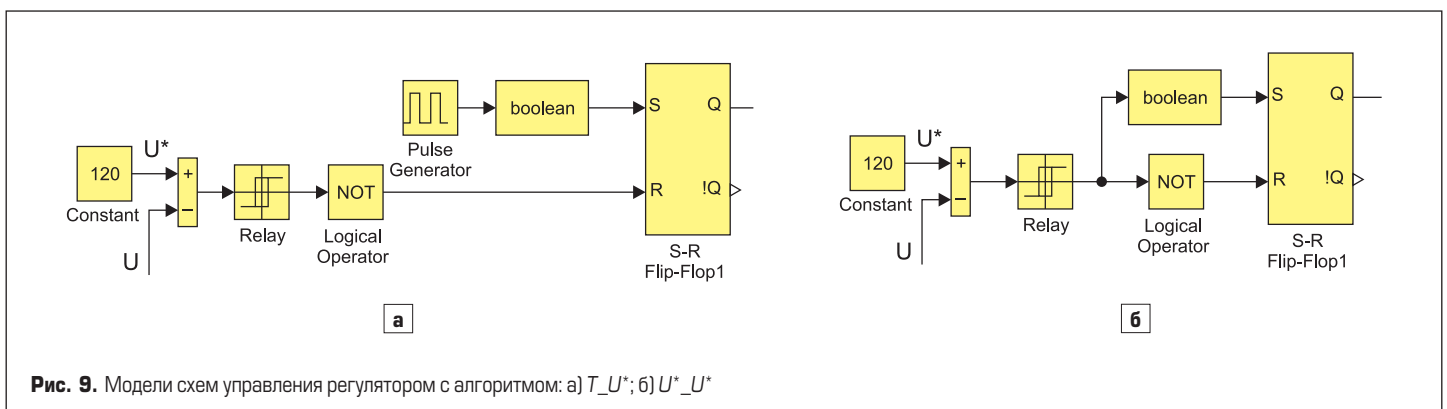 Pulse
Generator
boolean
S
Q
R
!Q
S-R
Flip-Flop1
120
Constant
U*
+
–
U
Relay
NOT
Logical
Operator
а
boolean
S
Q
R
!Q
S-R
Flip-Flop1
120
Constant
U*
+
–
U
Relay
NOT
Logical
Operator
б
Рис. 9. Модели схем управления регулятором с алгоритмом: а) T_U*; б) U*_U*